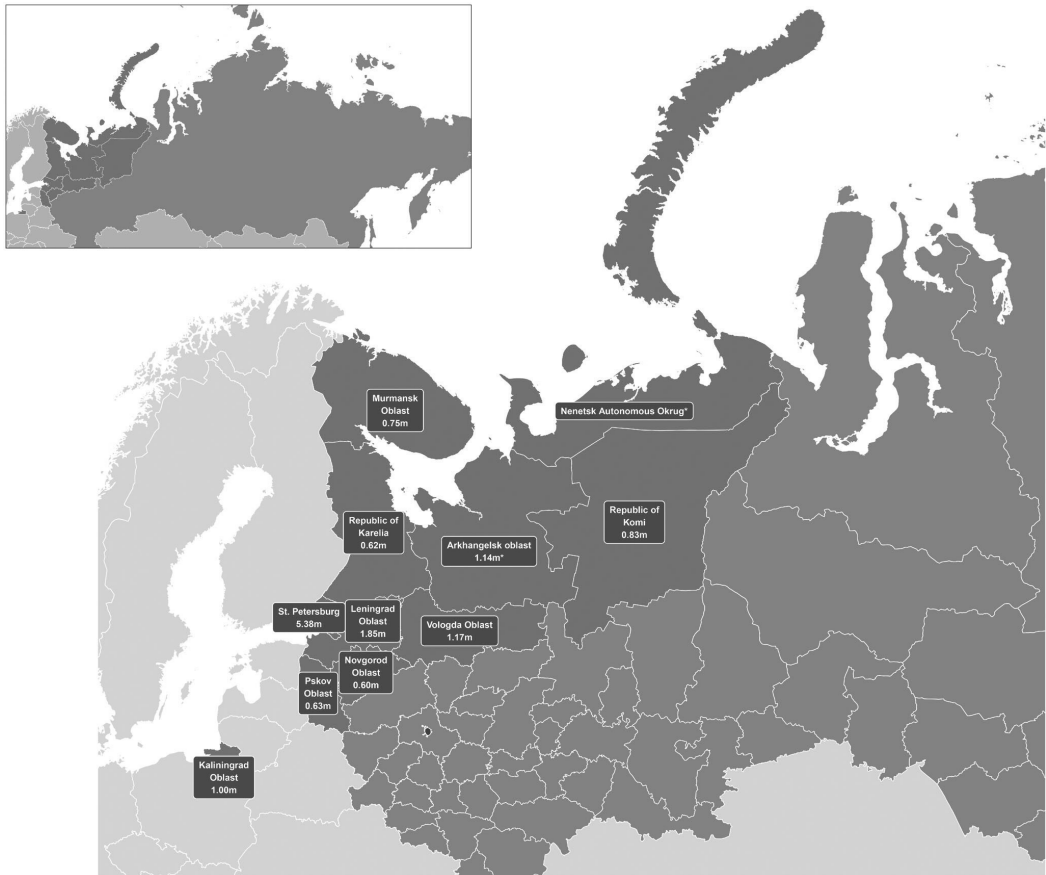 Murmansk
Oblast
0.75m
Nenetsk Autonomous Okrug*
Republic of
Karelia
0.62m
Arkhangelsk oblast
1.14m*
Republic of
Komi
0.83m
St. Petersburg
5.38m
Leningrad
Oblast
1.85m
Vologda Oblast
1.17m
Novgorod
Oblast
0.60m
Pskov
Oblast
0.63m
Kaliningrad
Oblast
1.00m